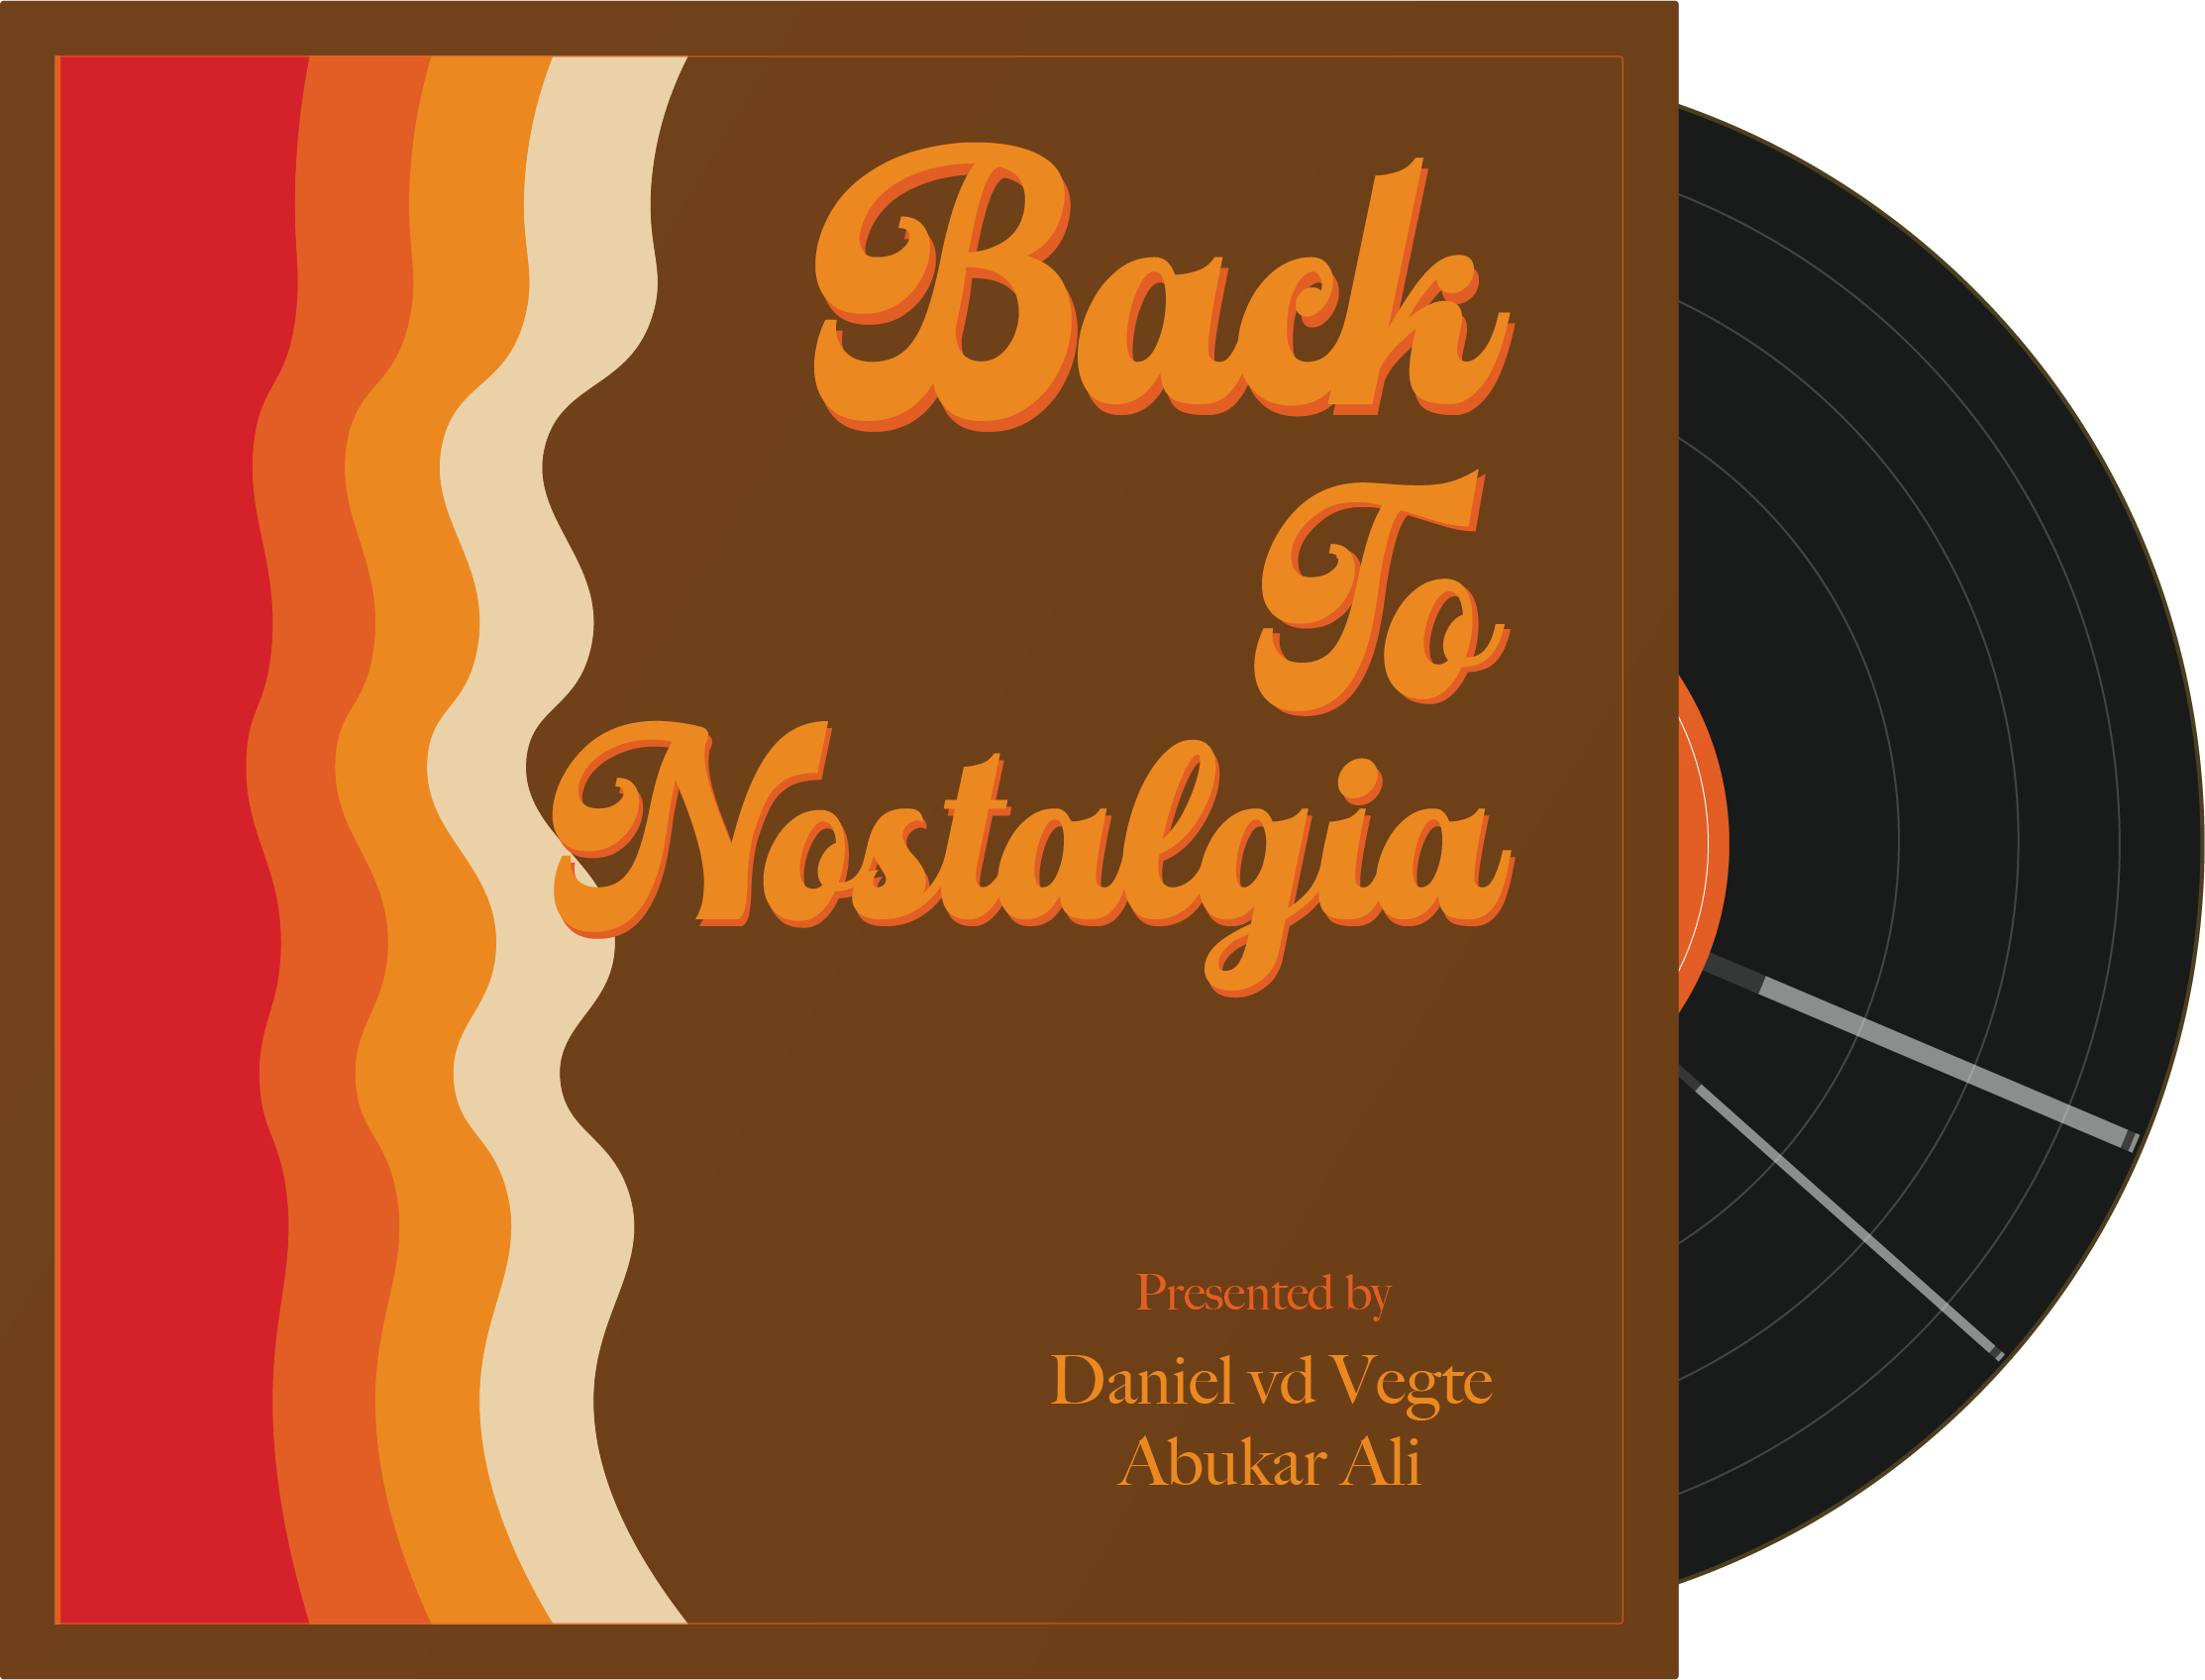 Back
To
Nostalgia
Presented by
Daniel vd Vegte
Abukar Ali